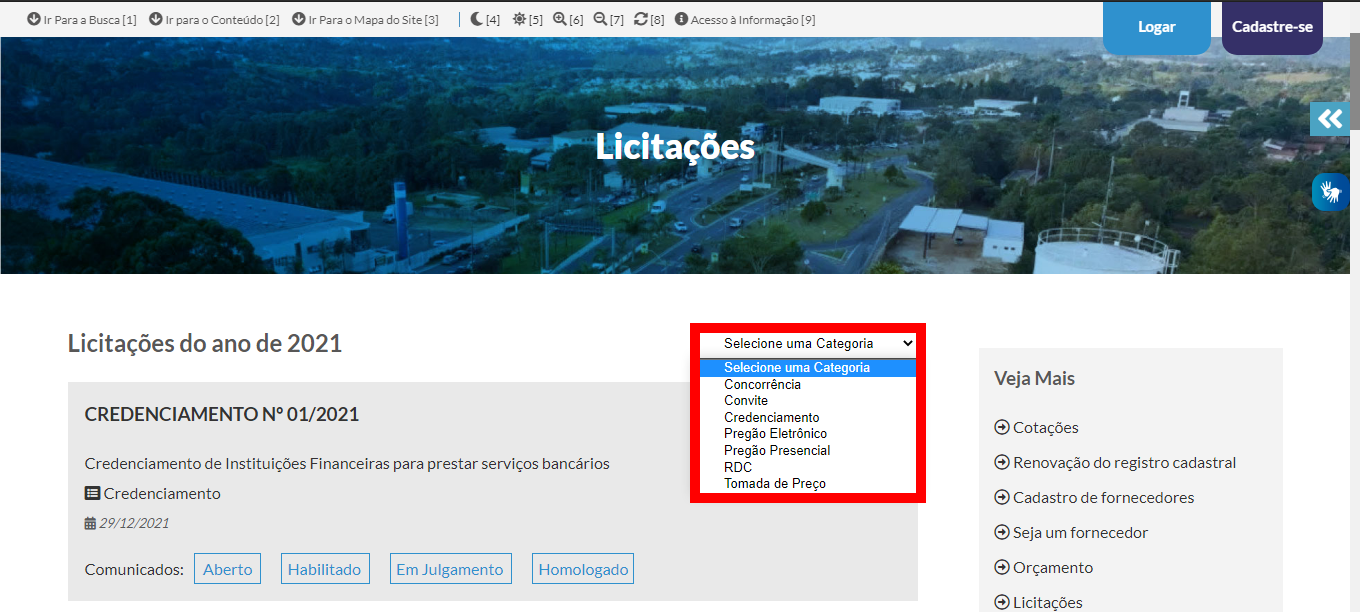 Ir Para a Busca [1] Ir para o Conteúdo [2] Ir Para o Mapa do Site [3] | [4] [5] [6] [7] [8] Acesso à Informação [9]
Logar
Cadastre-se
Licitações
Licitações do ano de 2021
Selecione uma Categoria
Selecione uma Categoria
Concorrência
Convite
Credenciamento
Pregão Eletrônico
Pregão Presencial
RDC
Tomada de Preço
CREDENCIAMENTO Nº 01/2021
Credenciamento de Instituições Financeiras para prestar serviços bancários
Credenciamento
29/12/2021
Comunicados: Aberto Habilitado Em Julgamento Homologado
Veja Mais
Cotações
Renovação do registro cadastral
Cadastro de fornecedores
Seja um fornecedor
Orçamento
Licitações